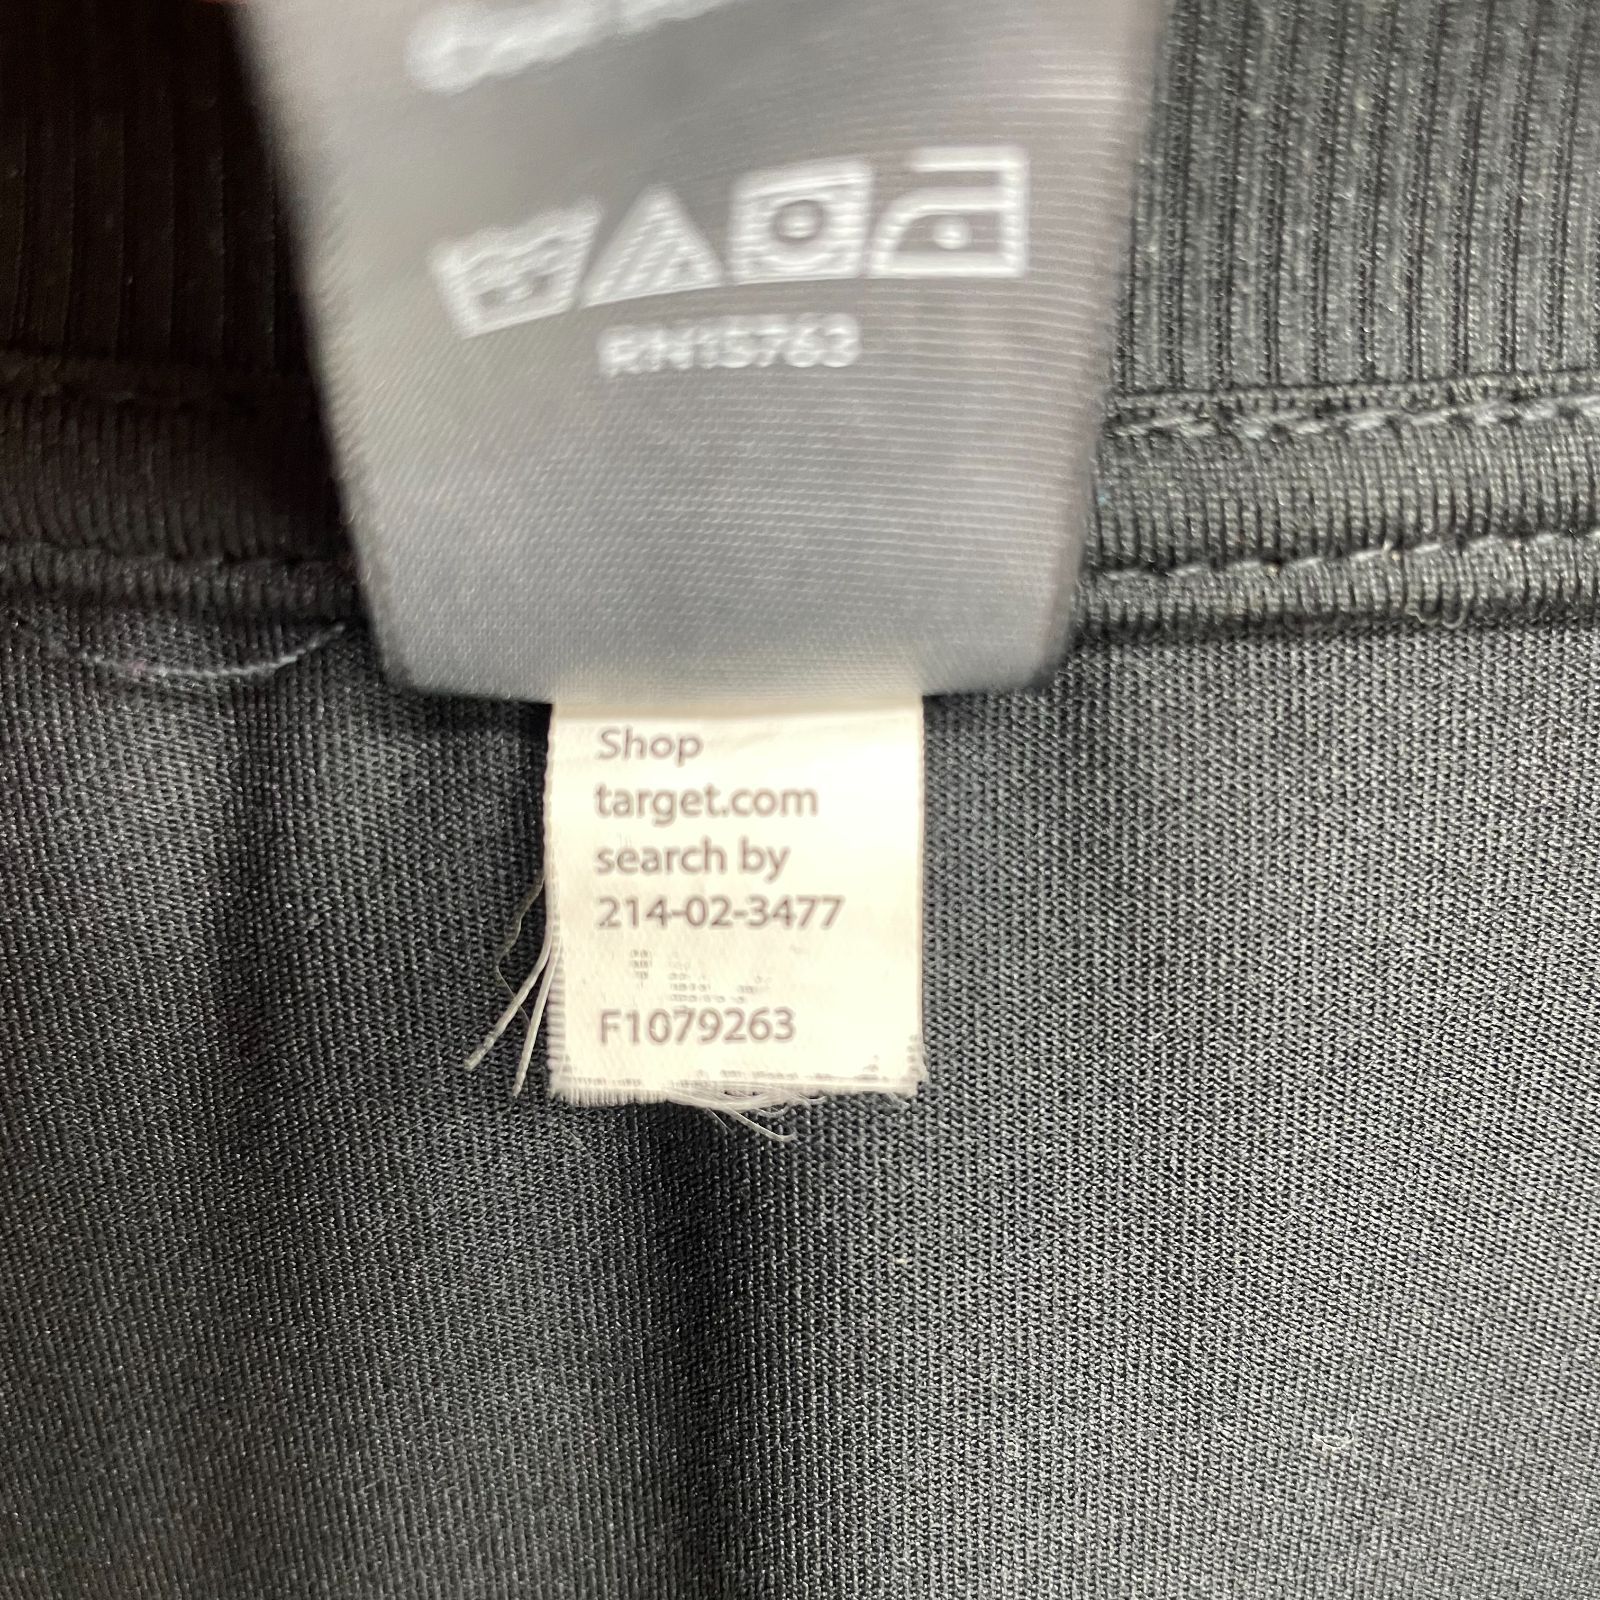 RN15763
Shop
target.com
search by
214-02-3477
F1079263